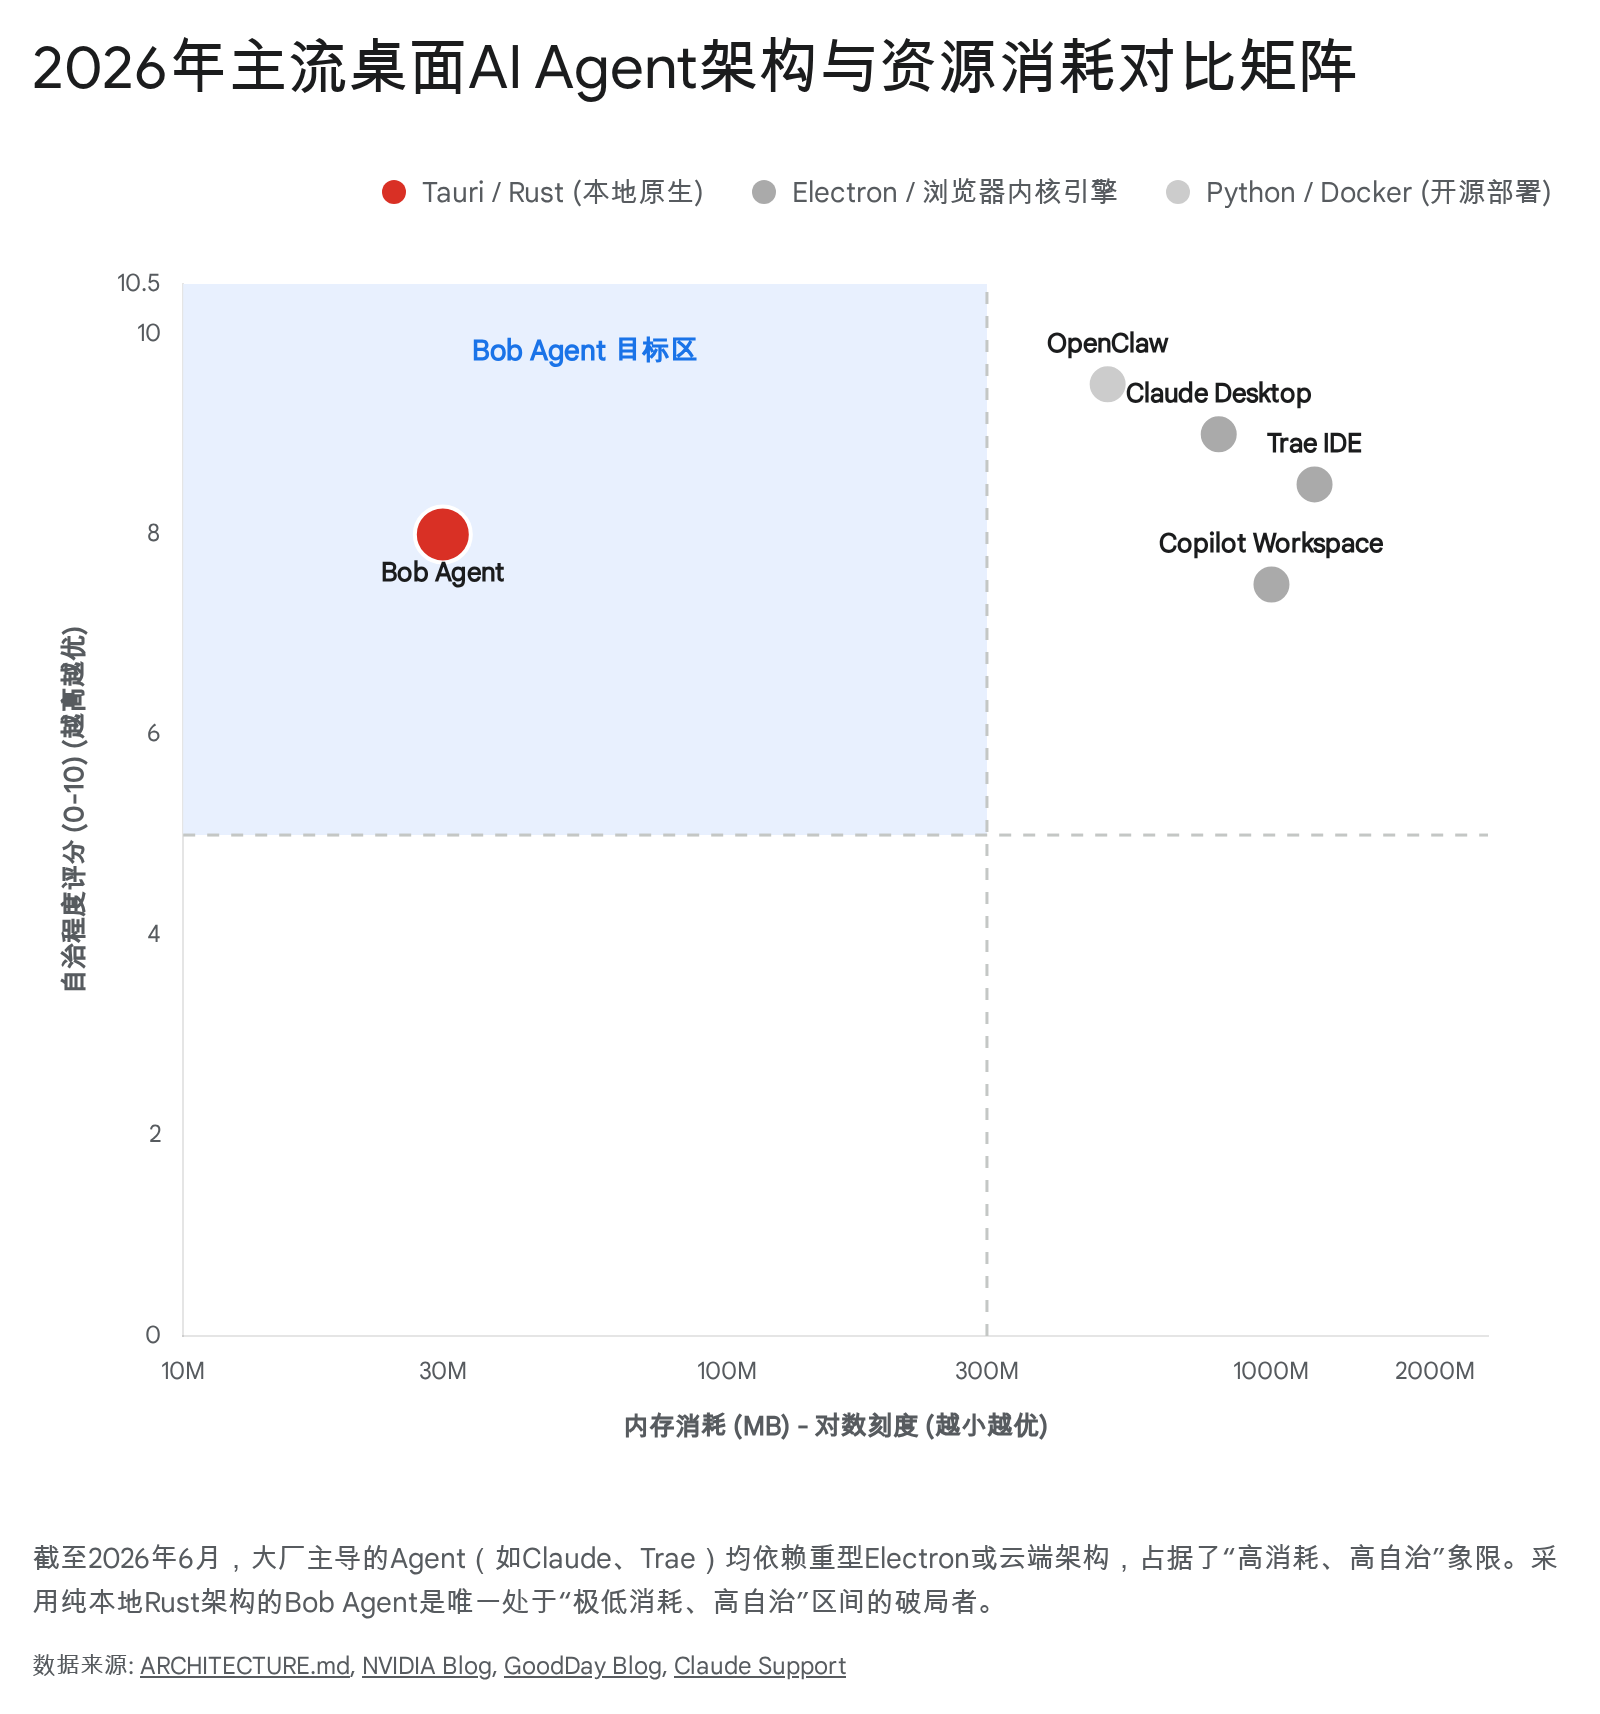 2026年主流桌面AI Agent架构与资源消耗对比矩阵
Tauri / Rust (本地原生)
Electron / 浏览器内核引擎
Python / Docker (开源部署)
10.5
10
8
6
4
2
0
自治程度评分 (0-10) (越高越优)
Bob Agent 目标区
OpenClaw
Claude Desktop
Trae IDE
Copilot Workspace
Bob Agent
10M
30M
100M
300M
1000M
2000M
内存消耗 (MB) - 对数刻度 (越小越优)
截至2026年6月，大厂主导的Agent（如Claude、Trae）均依赖重型Electron或云端架构，占据了“高消耗、高自治”象限。采
用纯本地Rust架构的Bob Agent是唯一处于“极低消耗、高自治”区间的破局者。
数据来源: ARCHITECTURE.md, NVIDIA Blog, GoodDay Blog, Claude Support